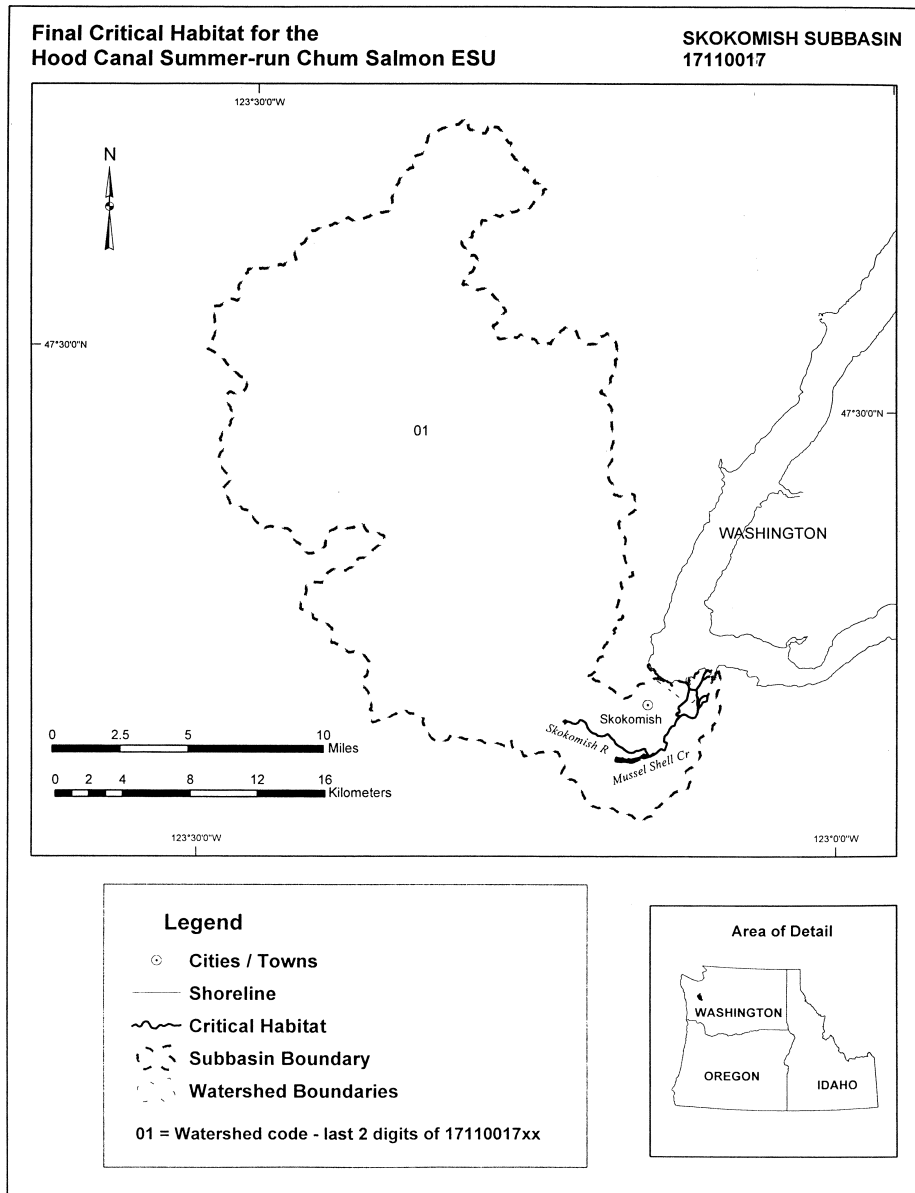 Final Critical Habitat for the
Hood Canal Summer-run Chum Salmon ESU
SKOKOMISH SUBBASIN
17110017
123°30'0"W
N
47°30'0"N
47°30'0"N
01
WASHINGTON
Skokomish
Skokomish R
Mussel Shell Cr
0 2.5 5 10
Miles
0 2 4 8 12 16
Kilometers
123°30'0"W
123°0'0"W
Legend
Cities / Towns
Shoreline
Critical Habitat
Subbasin Boundary
Watershed Boundaries
01 = Watershed code - last 2 digits of 17110017xx
Area of Detail
WASHINGTON
OREGON
IDAHO